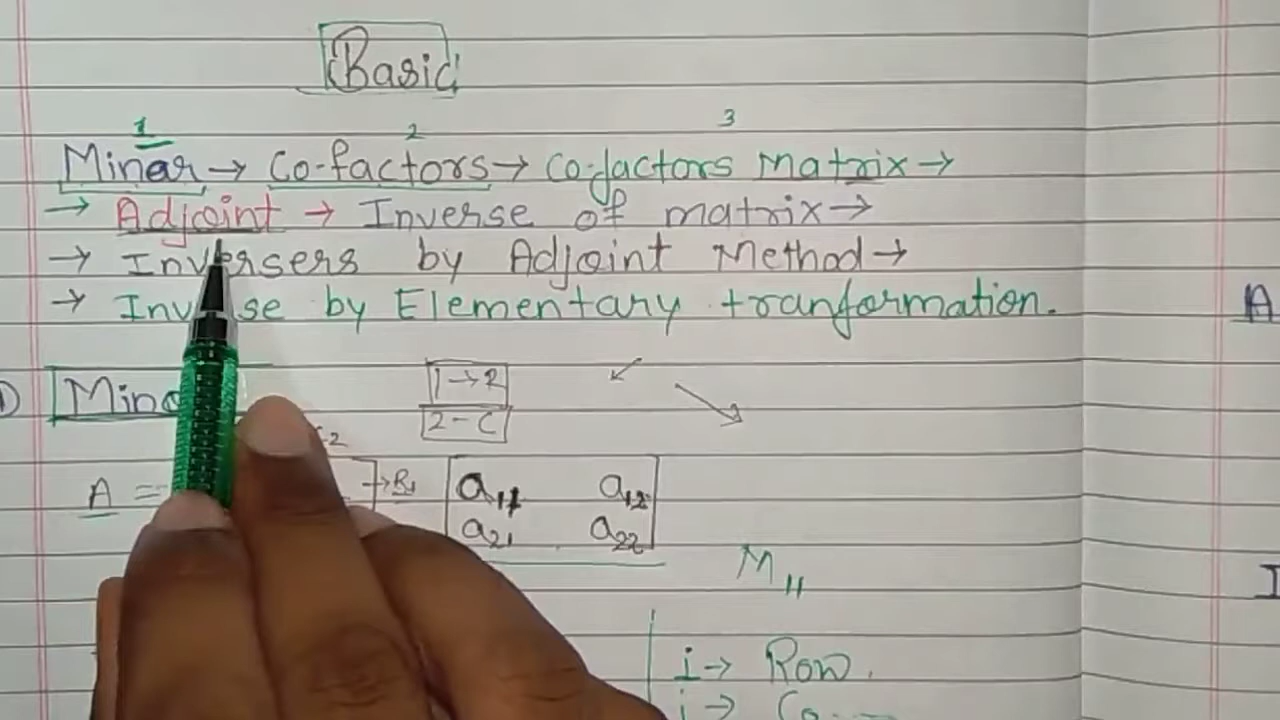 Basic
1 2 3
Minar → Co-factors → Co-factors Matrix →
→ Adjoint → Inverse of matrix →
→ Inversers by Adjoint Method →
→ Inverse by Elementary tranformation.
1→R
2-C
A =
→R1
a11 a12
a21 a22
M11
i → Row.
A
I